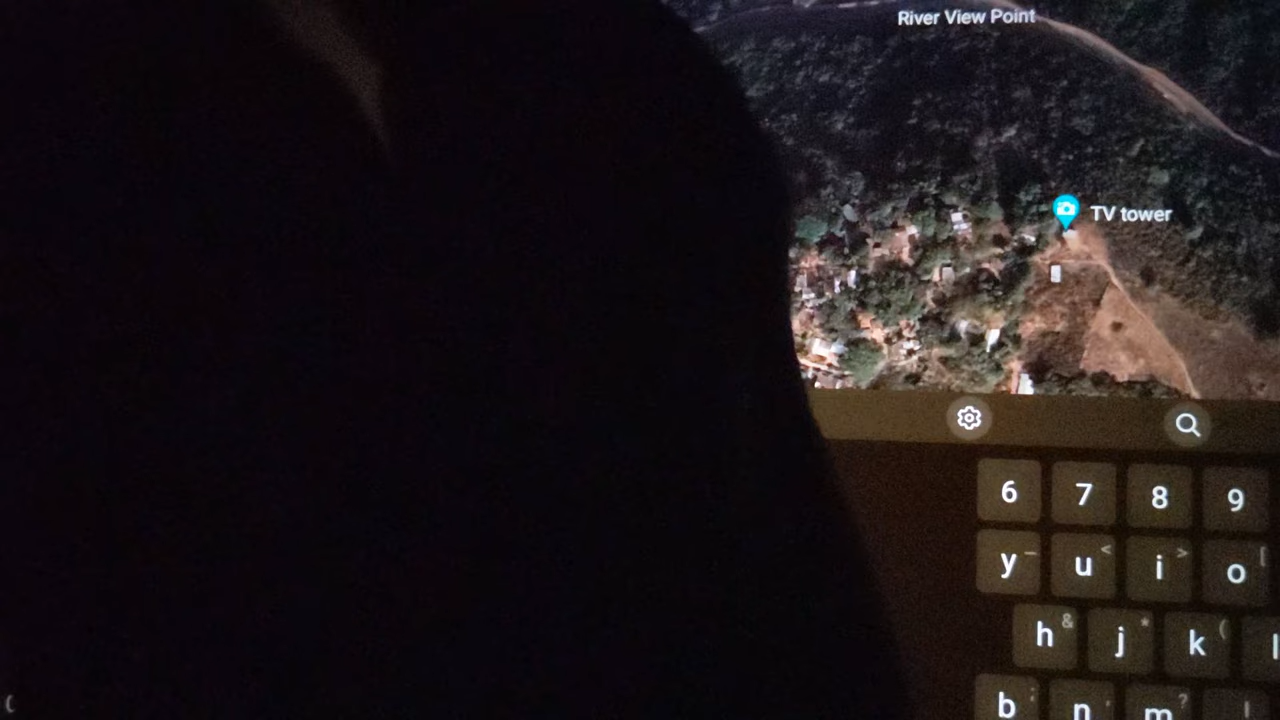 River View Point
TV tower
6 7 8 9
y – u < i > o [
h & j * k ( l
b ; n m ?
(